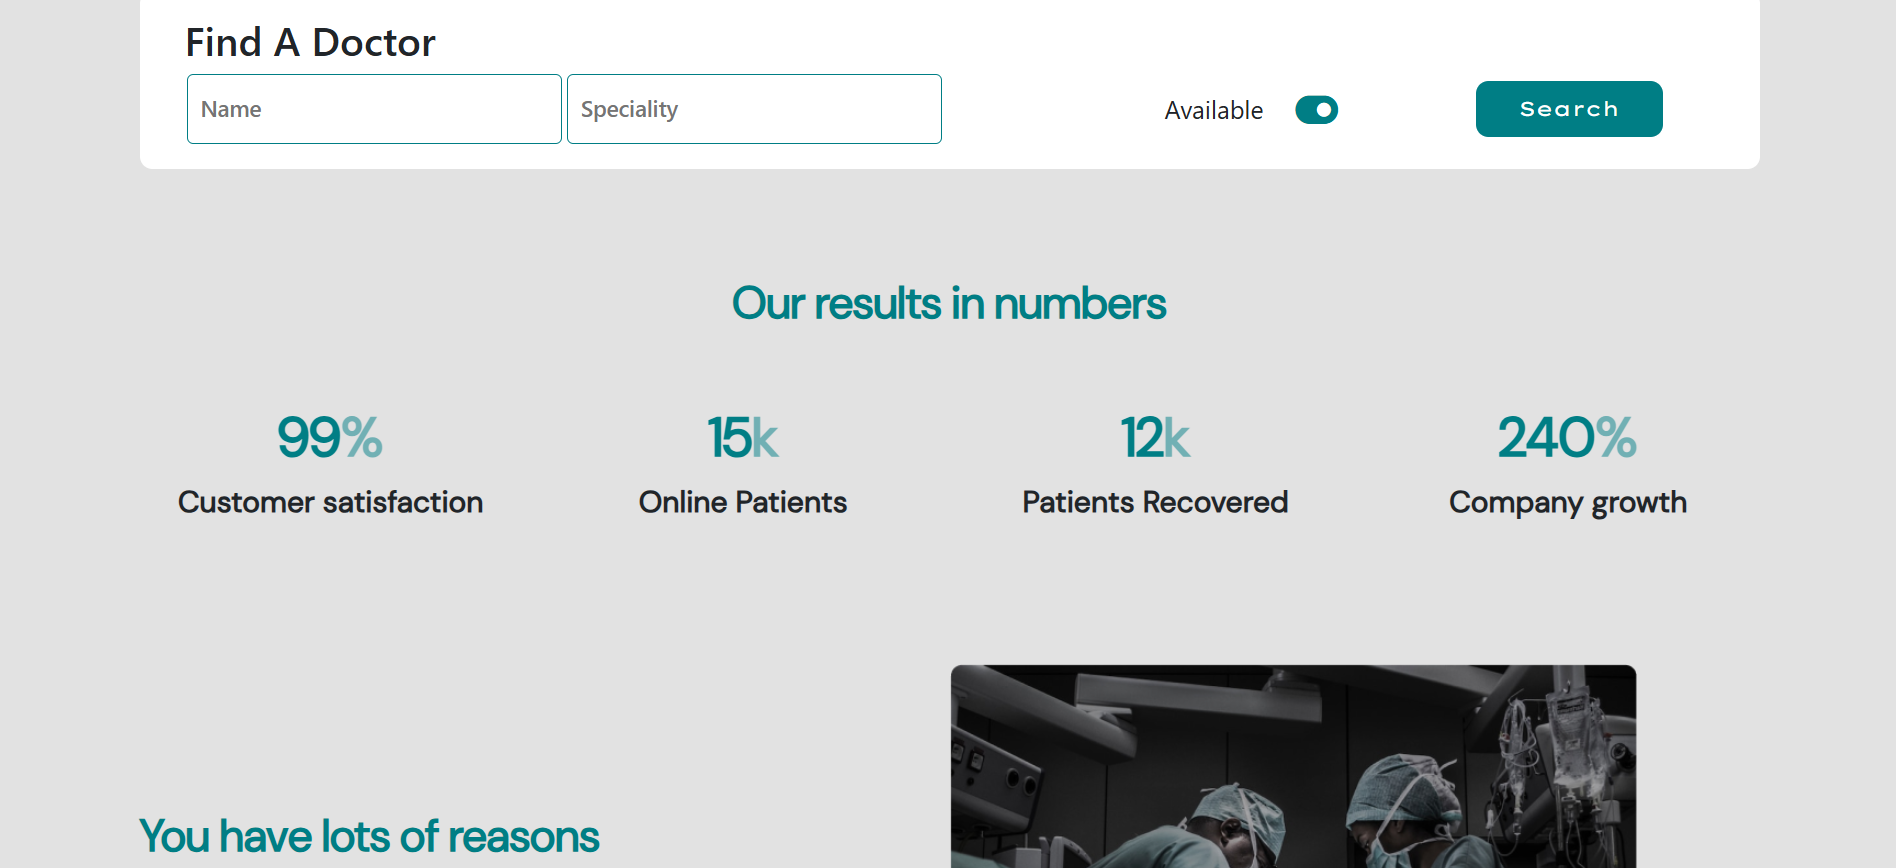 Find A Doctor
Name Speciality Available Search
Our results in numbers
99% 15k 12k 240%
Customer satisfaction Online Patients Patients Recovered Company growth
You have lots of reasons